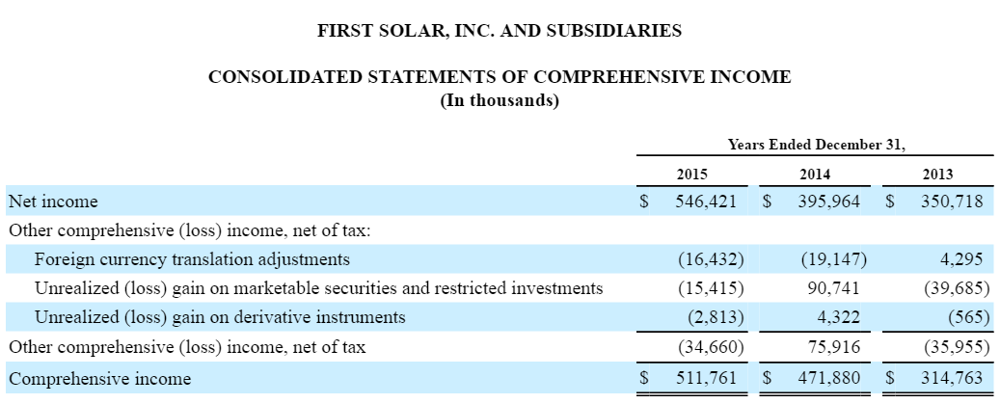 FIRST SOLAR, INC. AND SUBSIDIARIES
CONSOLIDATED STATEMENTS OF COMPREHENSIVE INCOME
(In thousands)
Years Ended December 31,
2015 2014 2013
Net income $ 546,421 $ 395,964 $ 350,718
Other comprehensive (loss) income, net of tax:
Foreign currency translation adjustments (16,432) (19,147) 4,295
Unrealized (loss) gain on marketable securities and restricted investments (15,415) 90,741 (39,685)
Unrealized (loss) gain on derivative instruments (2,813) 4,322 (565)
Other comprehensive (loss) income, net of tax (34,660) 75,916 (35,955)
Comprehensive income $ 511,761 $ 471,880 $ 314,763